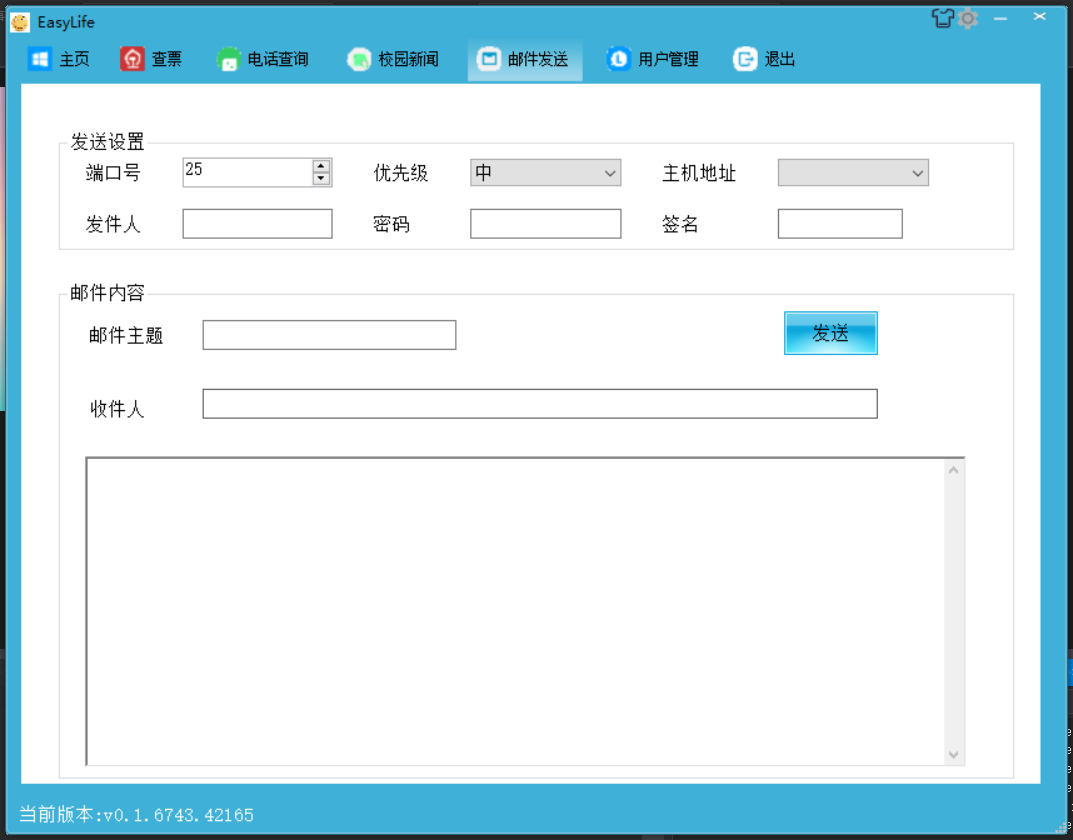 EasyLife
主页 查票 电话查询 校园新闻 邮件发送 用户管理 退出
发送设置
端口号 25 优先级 中 主机地址
发件人 密码 签名
邮件内容
邮件主题 发送
收件人
当前版本:v0.1.6743.42165